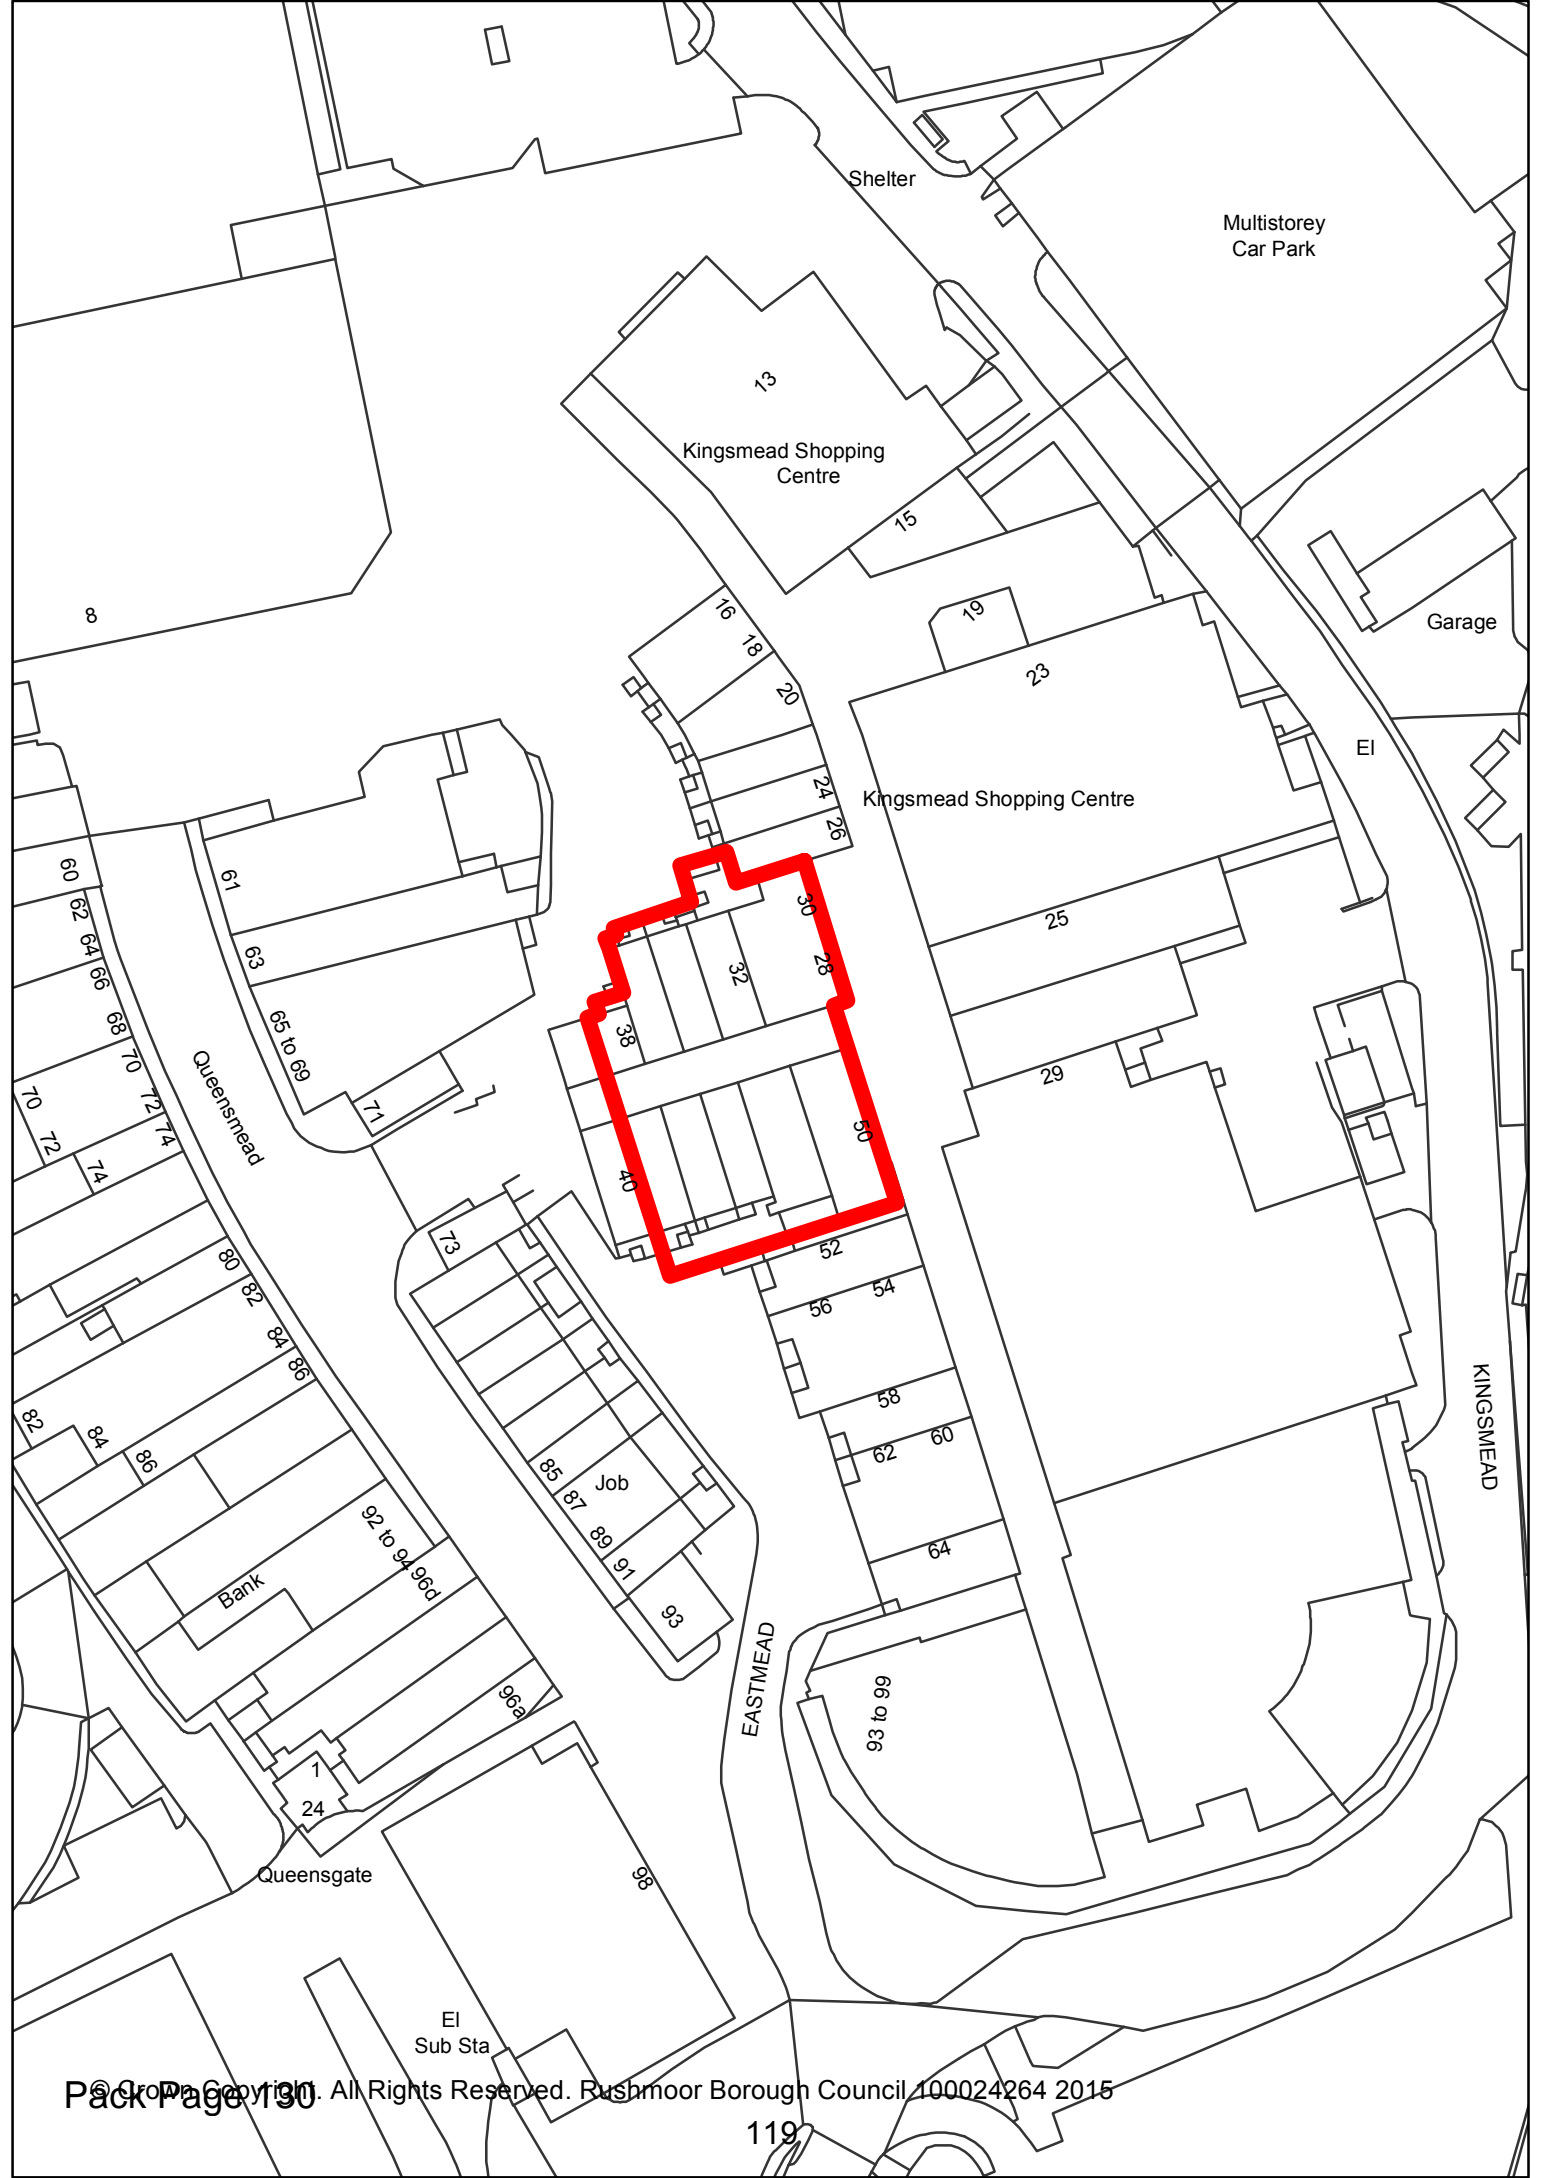 Shelter
Multistorey
Car Park
13
Kingsmead Shopping
Centre
15
16
18
19
20
23
8
Garage
El
24
Kingsmead Shopping Centre
26
60
61
62
64
63
66
30
25
28
32
68
65 to 69
38
70
Queensmead
72
74
71
29
70
72
74
50
40
73
80
52
82
54
56
84
86
58
60
62
82
84
86
85
Job
87
KINGSMEAD
89
91
92 to 94
96d
64
Bank
93
EASTMEAD
93 to 99
96a
1
24
Queensgate
98
El
Sub Sta
© Crown Copyright. All Rights Reserved. Rushmoor Borough Council 100024264 2015
Pack Page 130
119